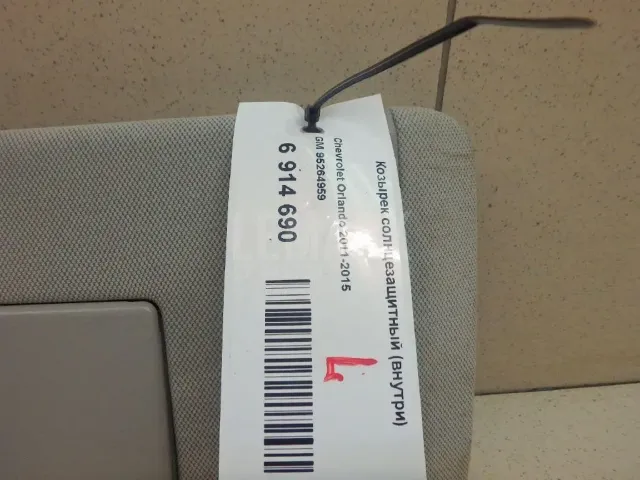 Козырек солнцезащитный (внутри)
Chevrolet Orlando 2011-2015
GM 95264959
6 914 690
L